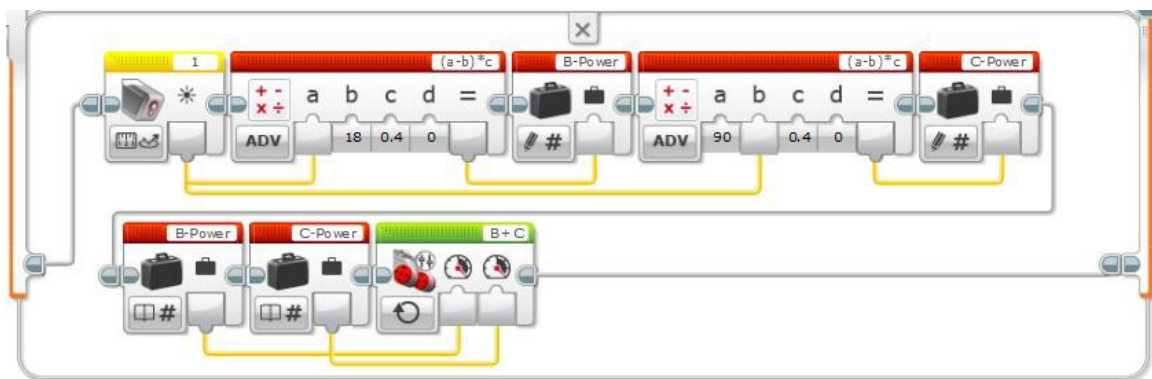 1
(a-b)*c
B-Power
(a-b)*c
C-Power
a b c d =
a b c d =
ADV
18 0.4 0
#
ADV
90 0.4 0
#
B-Power
C-Power
B+C
#
#